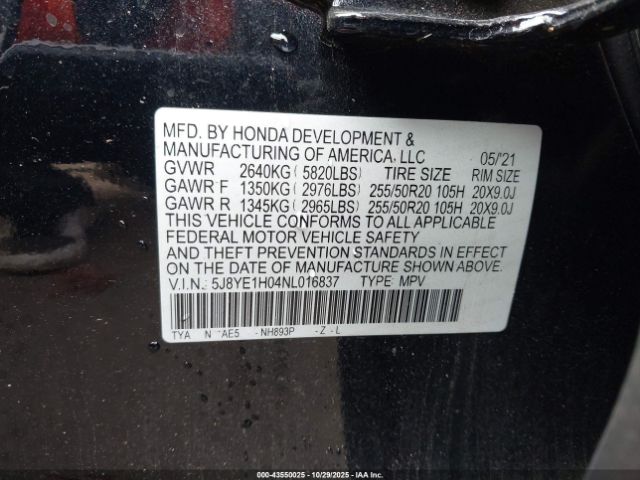 MFD. BY HONDA DEVELOPMENT &
MANUFACTURING OF AMERICA, LLC 05/'21
GVWR 2640KG ( 5820LBS) TIRE SIZE RIM SIZE
GAWR F 1350KG ( 2976LBS) 255/50R20 105H 20X9.0J
GAWR R 1345KG ( 2965LBS) 255/50R20 105H 20X9.0J
THIS VEHICLE CONFORMS TO ALL APPLICABLE
FEDERAL MOTOR VEHICLE SAFETY
AND THEFT PREVENTION STANDARDS IN EFFECT
ON THE DATE OF MANUFACTURE SHOWN ABOVE.
V.I.N.: 5J8YE1H04NL016837 TYPE: MPV
TYA N AE5 -NH893P -Z-L
000-43550025 | 10/29/2025 | IAA Inc.